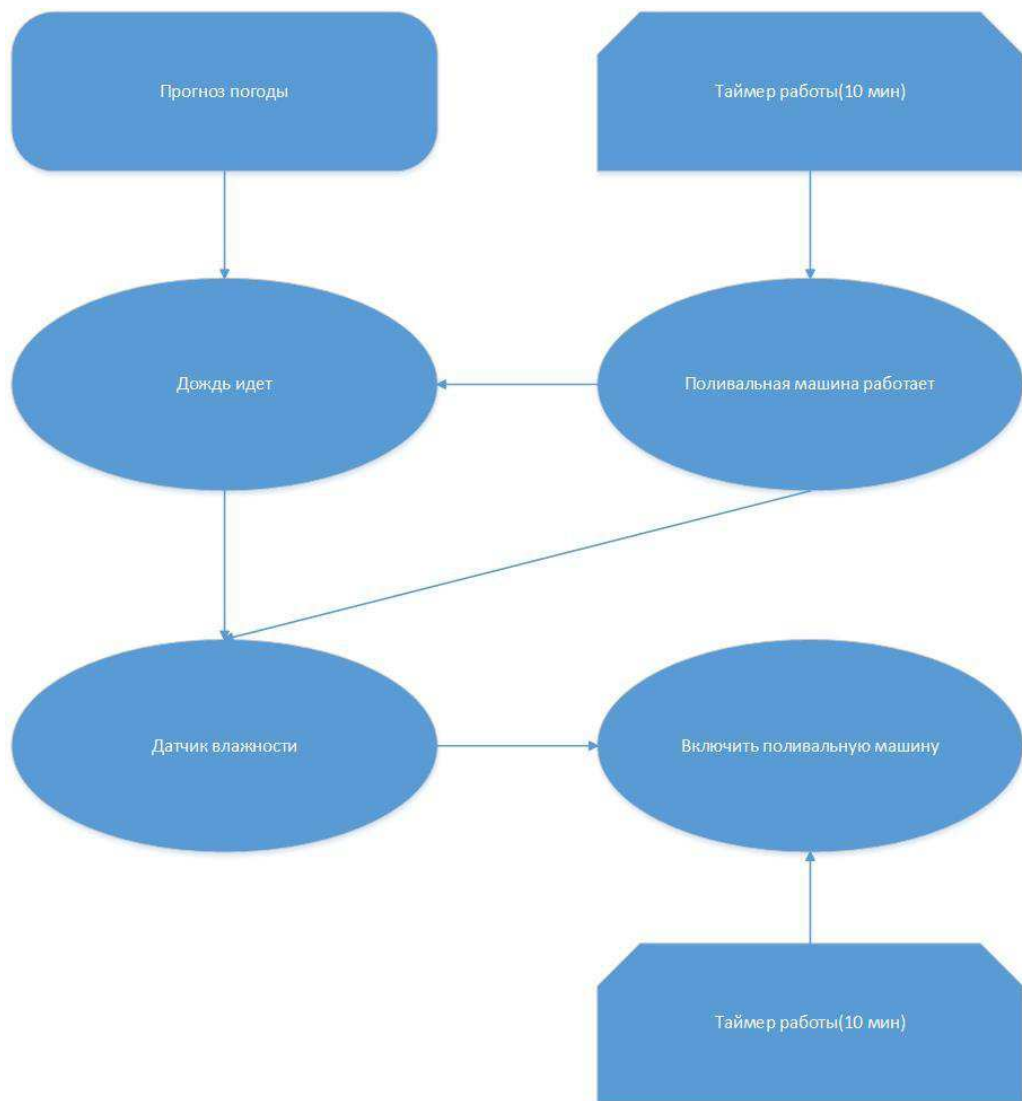 Прогноз погоды
Таймер работы(10 мин)
Дождь идет
Поливальная машина работает
Датчик влажности
Включить поливальную машину
Таймер работы(10 мин)